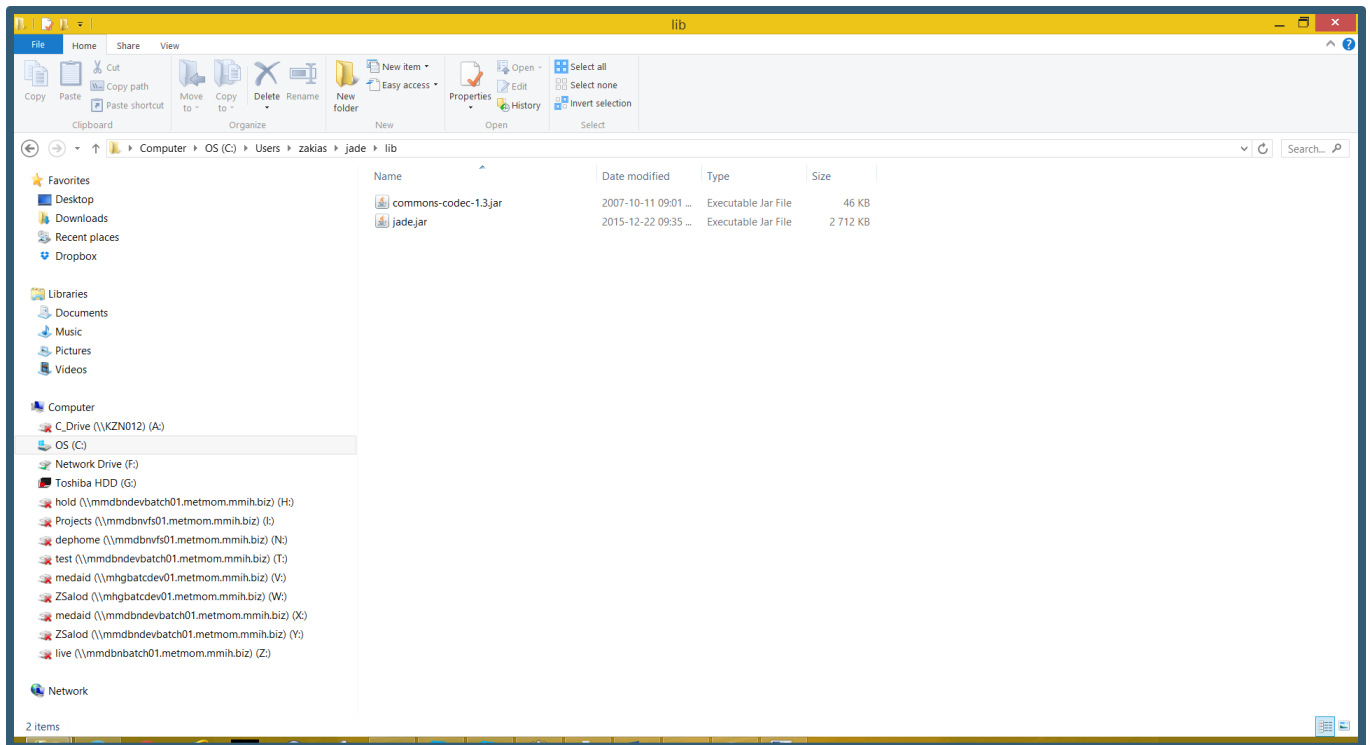 lib
File Home Share View
Copy Paste Cut Copy path Paste shortcut Move to Copy to Delete Rename New folder New item Easy access Properties Open Edit History Select all Select none Invert selection
Clipboard Organize New Open Select
Computer OS (C:) Users zakias jade lib Search...
Favorites
Desktop
Downloads
Recent places
Dropbox
Libraries
Documents
Music
Pictures
Videos
Computer
C_Drive (\\KZN012) (A:)
OS (C:)
Network Drive (F:)
Toshiba HDD (G:)
hold (\\mmdbndevbatch01.metmom.mmih.biz) (H:)
Projects (\\mmdbnvfs01.metmom.mmih.biz) (I:)
dephome (\\mmdbnvfs01.metmom.mmih.biz) (N:)
test (\\mmdbndevbatch01.metmom.mmih.biz) (T:)
medaid (\\mhgbatcdev01.metmom.mmih.biz) (V:)
ZSalod (\\mhgbatcdev01.metmom.mmih.biz) (W:)
medaid (\\mmdbndevbatch01.metmom.mmih.biz) (X:)
ZSalod (\\mmdbndevbatch01.metmom.mmih.biz) (Y:)
live (\\mmdbnbatch01.metmom.mmih.biz) (Z:)
Network
Name Date modified Type Size
commons-codec-1.3.jar 2007-10-11 09:01 ... Executable Jar File 46 KB
jade.jar 2015-12-22 09:35 ... Executable Jar File 2 712 KB
2 items